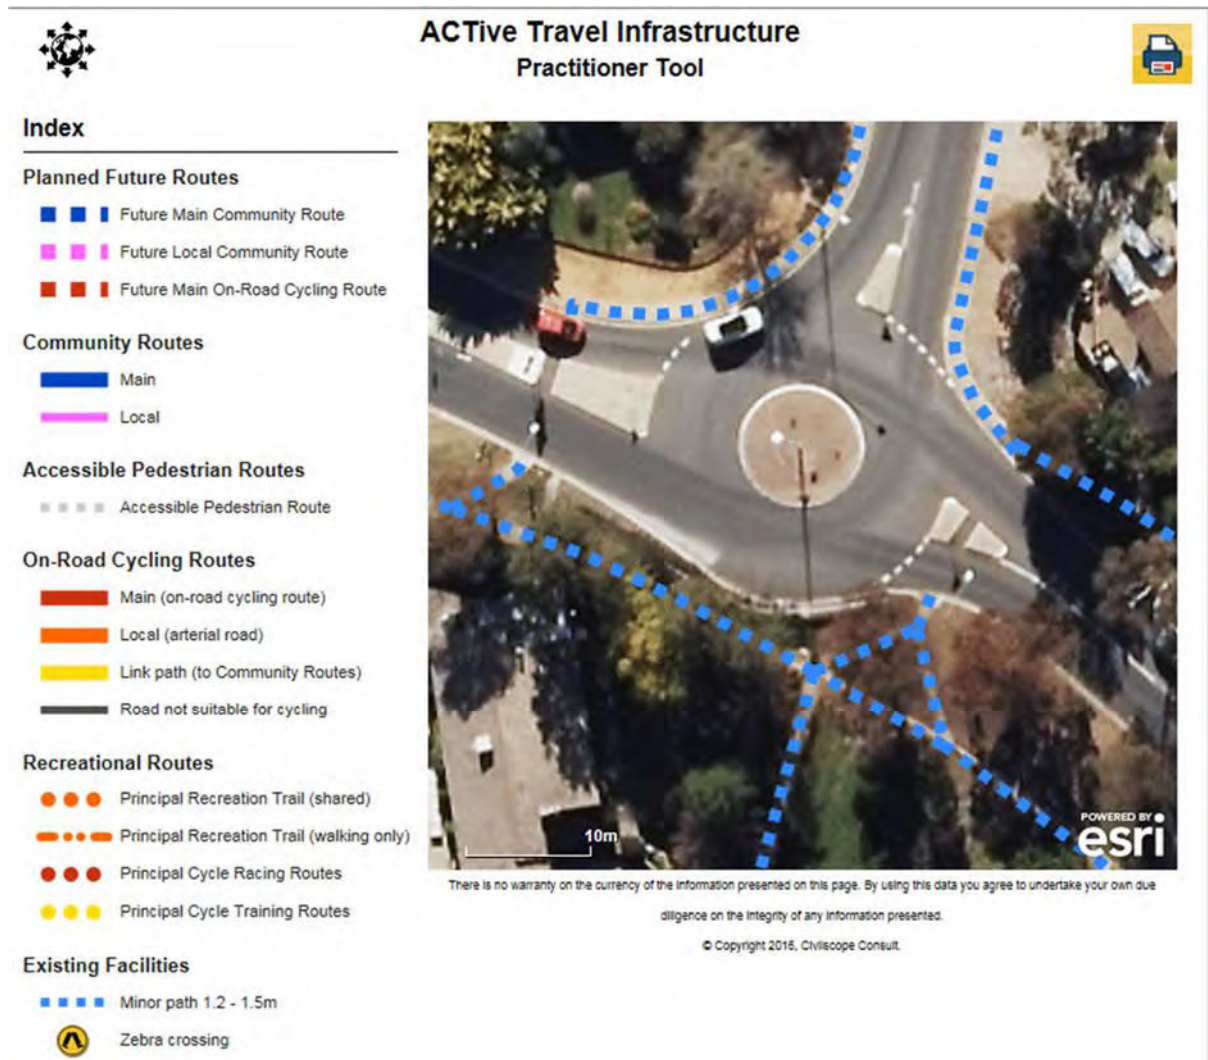 ACTive Travel Infrastructure
Practitioner Tool
Index
Planned Future Routes
Future Main Community Route
Future Local Community Route
Future Main On-Road Cycling Route
Community Routes
Main
Local
Accessible Pedestrian Routes
Accessible Pedestrian Route
On-Road Cycling Routes
Main (on-road cycling route)
Local (arterial road)
Link path (to Community Routes)
Road not suitable for cycling
Recreational Routes
Principal Recreation Trail (shared)
Principal Recreation Trail (walking only)
Principal Cycle Racing Routes
Principal Cycle Training Routes
Existing Facilities
Minor path 1.2 - 1.5m
Zebra crossing
10m
POWERED BY
esri
There is no warranty on the currency of the information presented on this page. By using this data you agree to undertake your own due
diligence on the integrity of any information presented.
© Copyright 2016, Civilscope Consult.